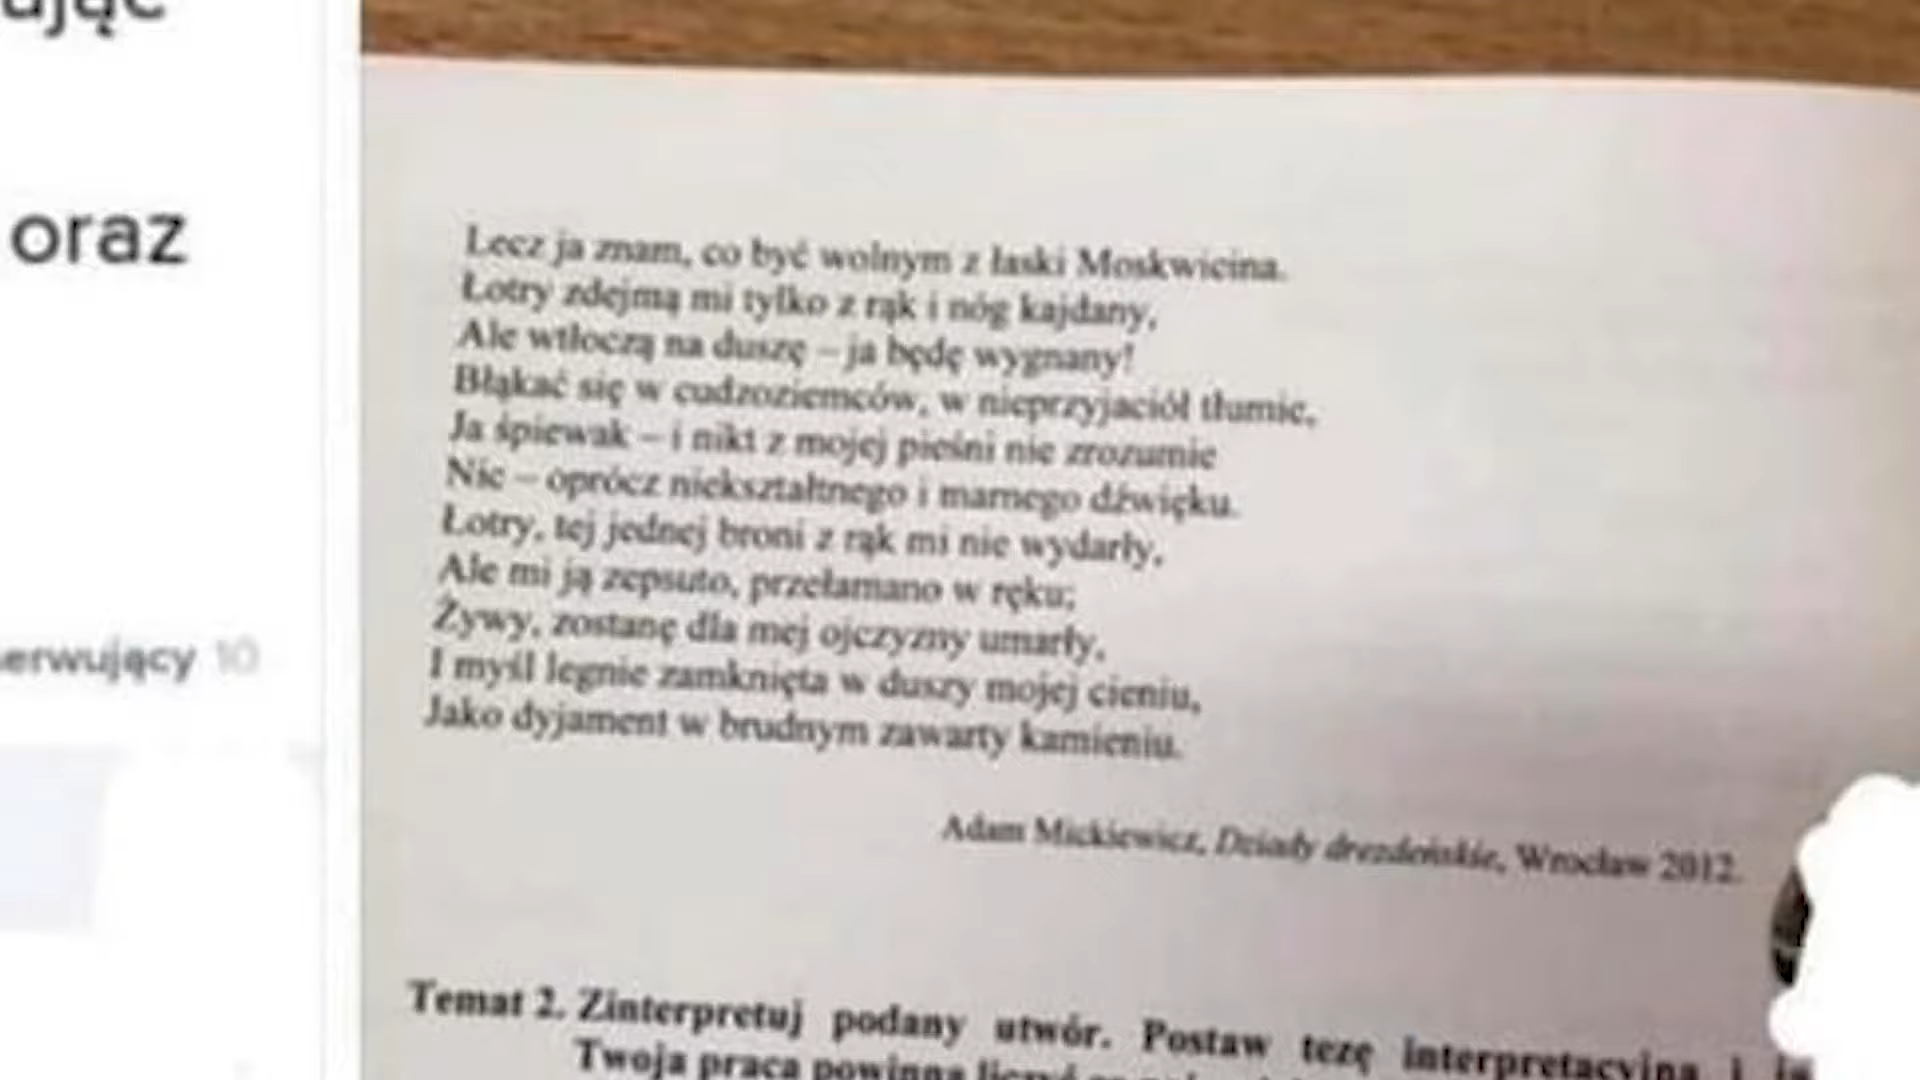 ując
oraz
erwujący 10
Lecz ja znam, co być wolnym z łaski Moskwicina.
Łotry zdejmą mi tylko z rąk i nóg kajdany,
Ale wtłoczą na duszę – ja będę wygnany!
Błąkać się w cudzoziemców, w nieprzyjaciół tłumie,
Ja śpiewak – i nikt z mojej pieśni nie zrozumie
Nic – oprócz niekształtnego i marnego dźwięku.
Łotry, tej jednej broni z rąk mi nie wydarły,
Ale mi ją zepsuto, przełamano w ręku;
Żywy, zostanę dla mej ojczyzny umarły,
I myśl legnie zamknięta w duszy mojej cieniu,
Jako dyjament w brudnym zawarty kamieniu.
Adam Mickiewicz, Dziady drezdeńskie, Wrocław 2012.
Temat 2. Zinterpretuj podany utwór. Postaw tezę interpretacyjną i
Twoja praca powinna liczyć